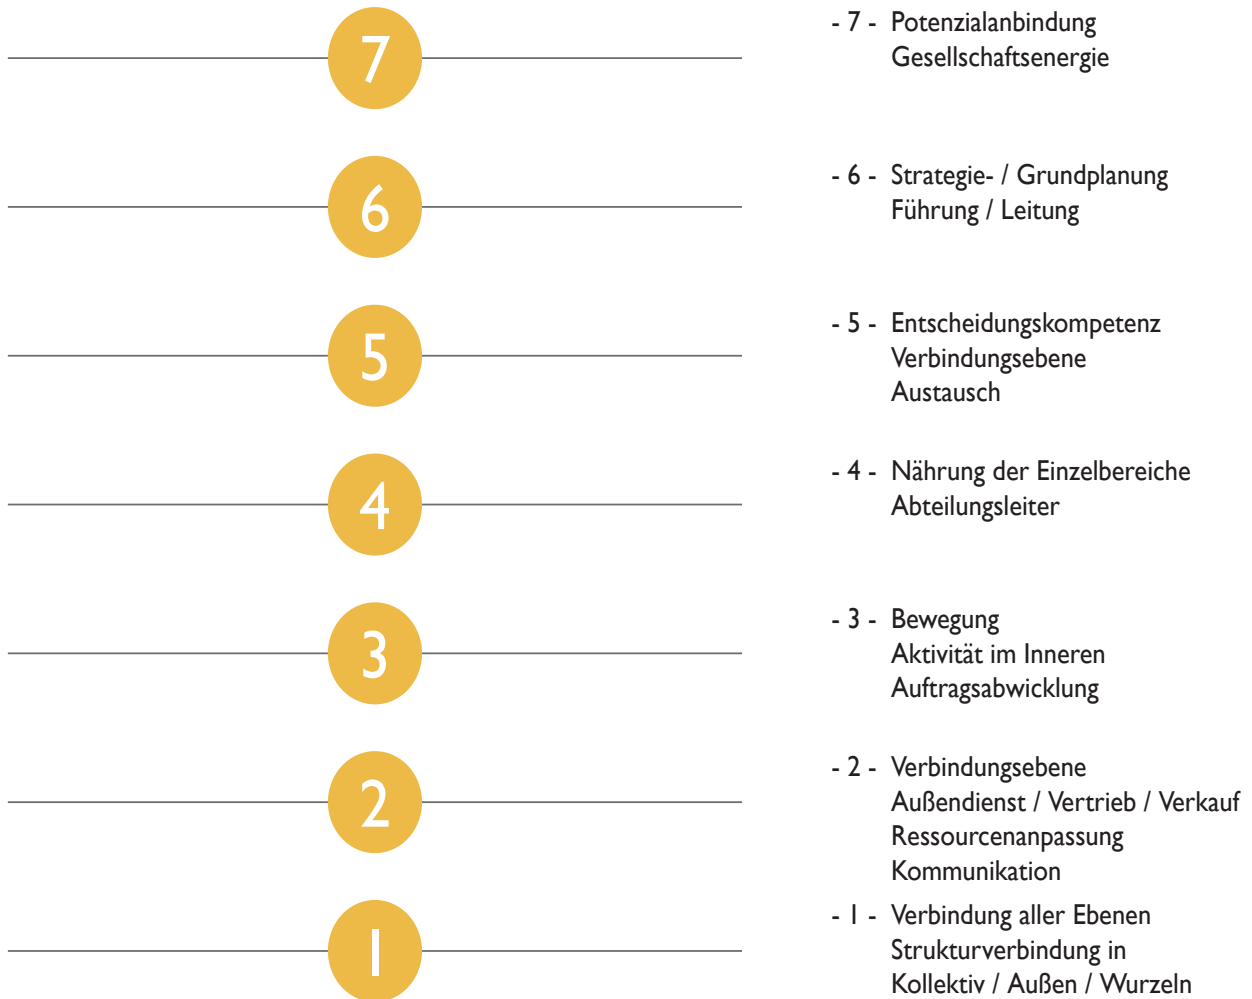 7
- 7 - Potenzialanbindung
Gesellschaftsenergie
6
- 6 - Strategie- / Grundplanung
Führung / Leitung
5
- 5 - Entscheidungskompetenz
Verbindungsebene
Austausch
4
- 4 - Nährung der Einzelbereiche
Abteilungsleiter
3
- 3 - Bewegung
Aktivität im Inneren
Auftragsabwicklung
2
- 2 - Verbindungsebene
Außendienst / Vertrieb / Verkauf
Ressourcenanpassung
Kommunikation
1
- 1 - Verbindung aller Ebenen
Strukturverbindung in
Kollektiv / Außen / Wurzeln